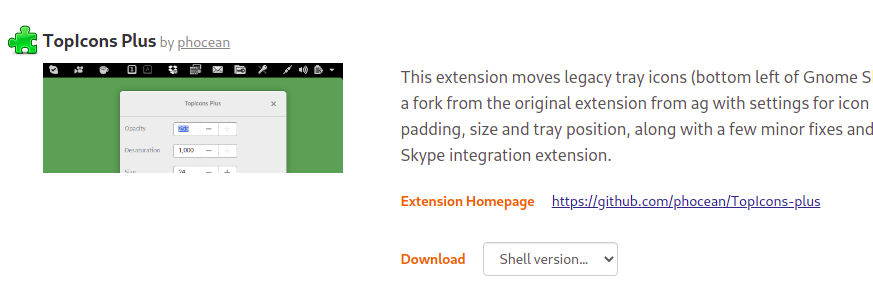 TopIcons Plus by phocean
TopIcons Plus
Opacity
255
Desaturation
1,000
Size
24
This extension moves legacy tray icons (bottom left of Gnome S
a fork from the original extension from ag with settings for icon
padding, size and tray position, along with a few minor fixes and
Skype integration extension.
Extension Homepage https://github.com/phocean/TopIcons-plus
Download Shell version...